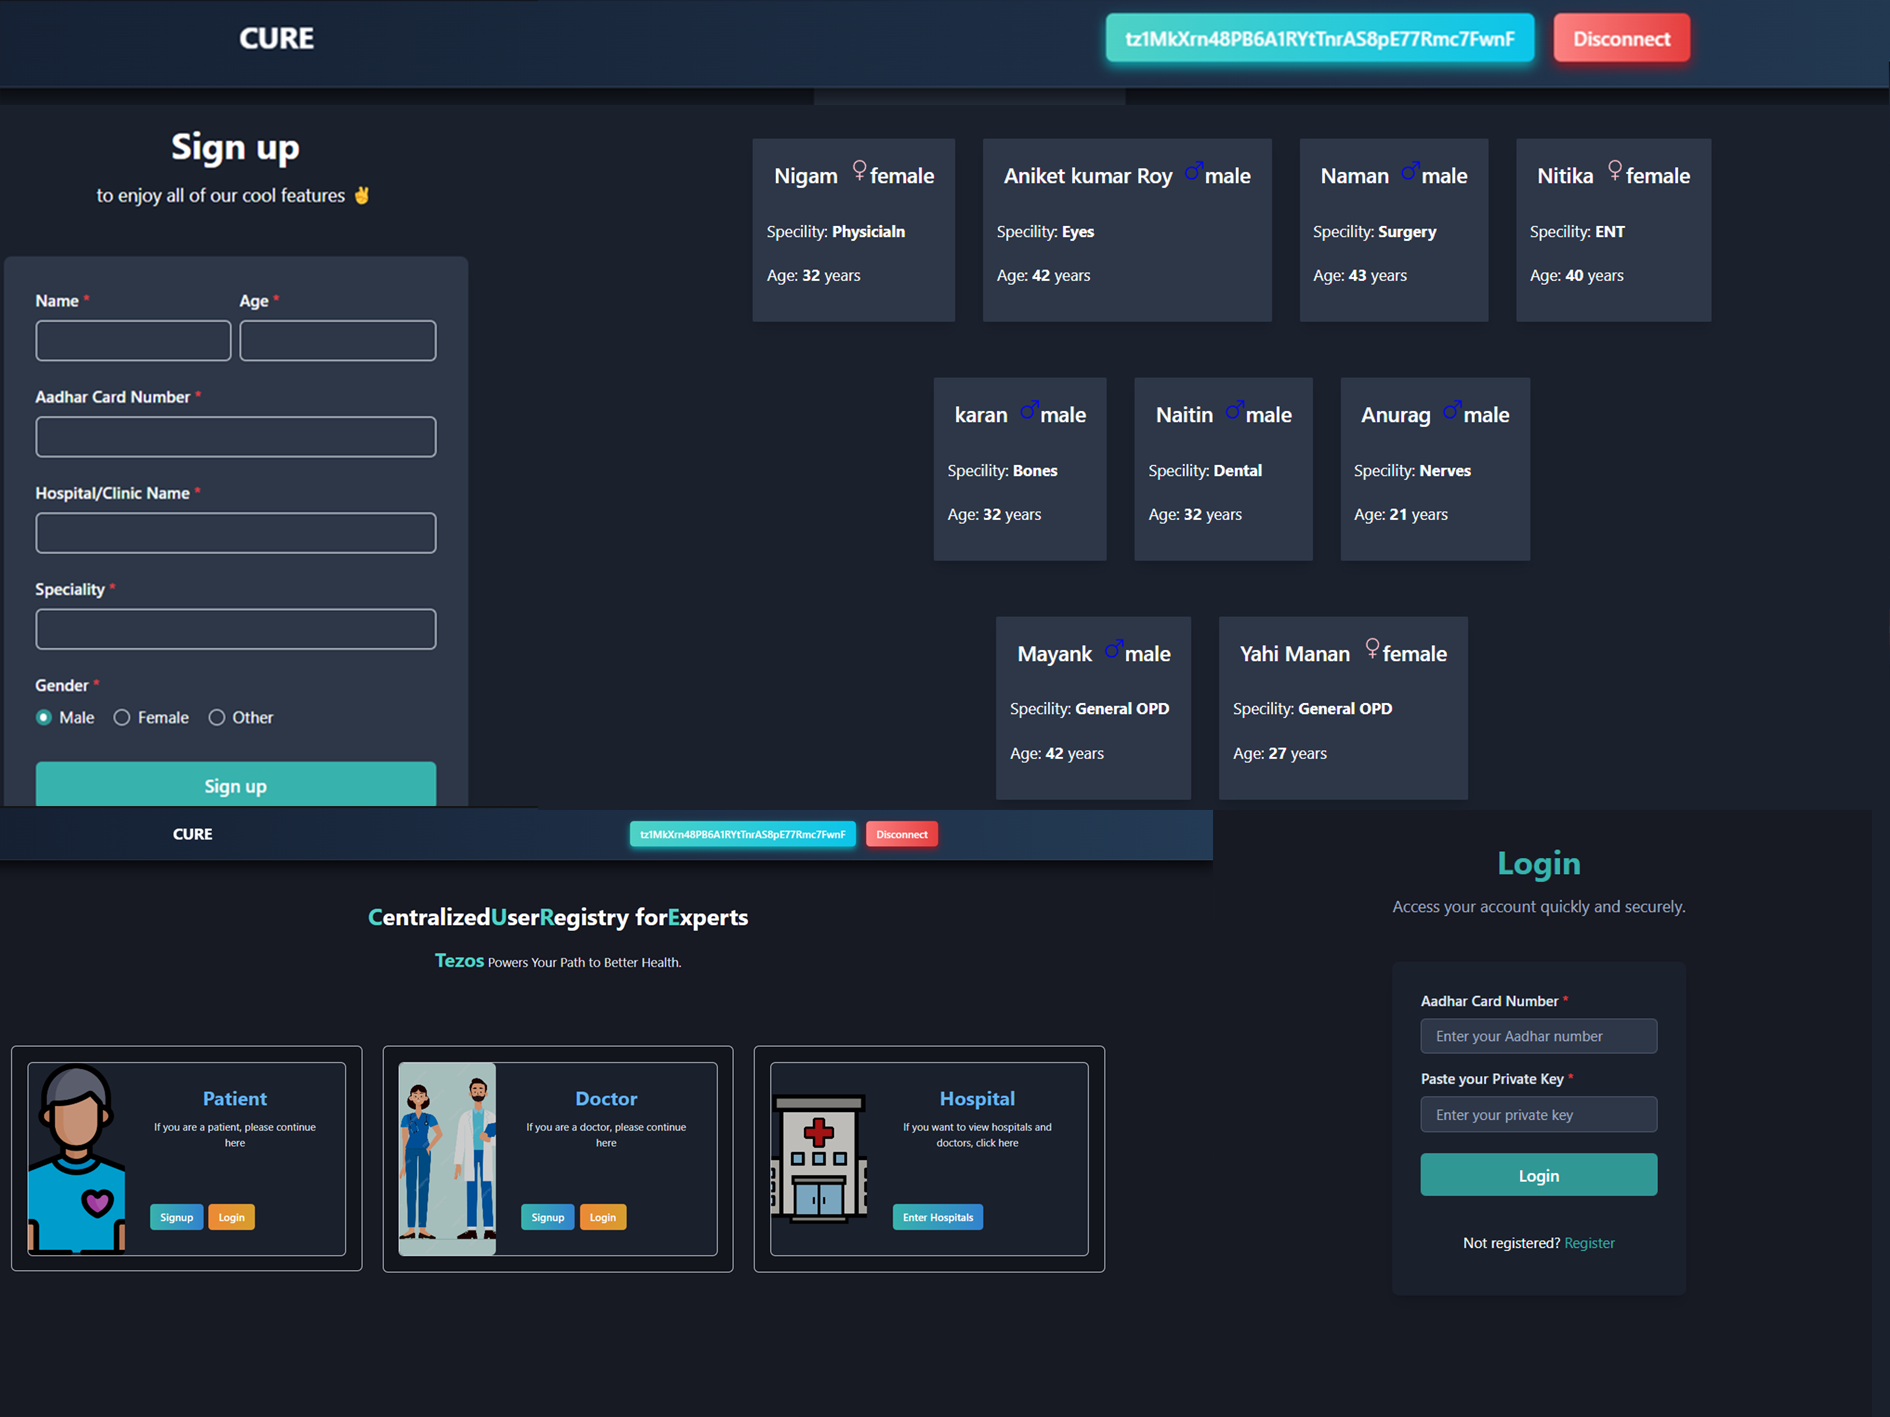 CURE
tz1MkXrn48PB6A1RYtTnrAS8pE77Rmc7FwnF
Disconnect
Sign up
to enjoy all of our cool features ✌
Name * Age *
Aadhar Card Number *
Hospital/Clinic Name *
Speciality *
Gender *
Male Female Other
Sign up
Nigam ♀female
Specility: Physicialn
Age: 32 years
Aniket kumar Roy ♂male
Specility: Eyes
Age: 42 years
Naman ♂male
Specility: Surgery
Age: 43 years
Nitika ♀female
Specility: ENT
Age: 40 years
karan ♂male
Specility: Bones
Age: 32 years
Naitin ♂male
Specility: Dental
Age: 32 years
Anurag ♂male
Specility: Nerves
Age: 21 years
Mayank ♂male
Specility: General OPD
Age: 42 years
Yahi Manan ♀female
Specility: General OPD
Age: 27 years
CURE
tz1MkXrn48PB6A1RYtTnrAS8pE77Rmc7FwnF
Disconnect
CentralizedUserRegistry forExperts
Tezos Powers Your Path to Better Health.
Patient
If you are a patient, please continue
here
Signup Login
Doctor
If you are a doctor, please continue
here
Signup Login
Hospital
If you want to view hospitals and
doctors, click here
Enter Hospitals
Login
Access your account quickly and securely.
Aadhar Card Number *
Enter your Aadhar number
Paste your Private Key *
Enter your private key
Login
Not registered? Register